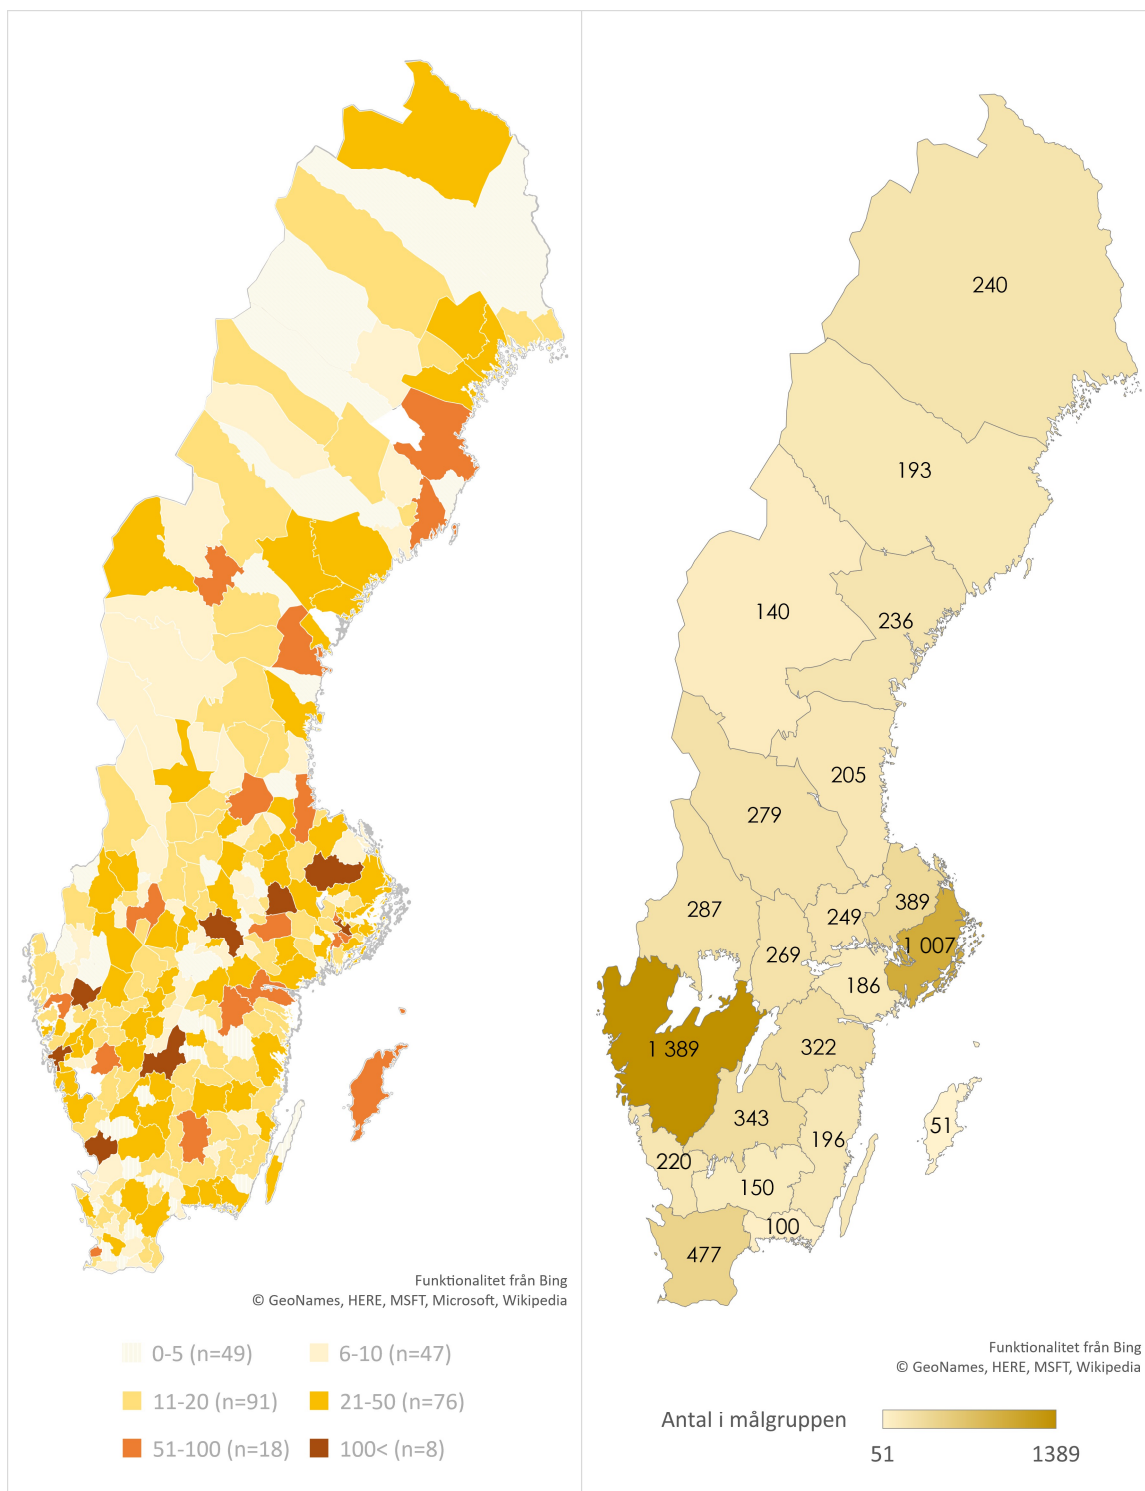 Funktionalitet från Bing
© GeoNames, HERE, MSFT, Microsoft, Wikipedia
0-5 (n=49)
6-10 (n=47)
11-20 (n=91)
21-50 (n=76)
51-100 (n=18)
100< (n=8)
240
193
140
236
205
279
287
249
389
1 007
269
186
1 389
322
343
196
51
220
150
100
477
Funktionalitet från Bing
© GeoNames, HERE, MSFT, Wikipedia
Antal i målgruppen
51
1389